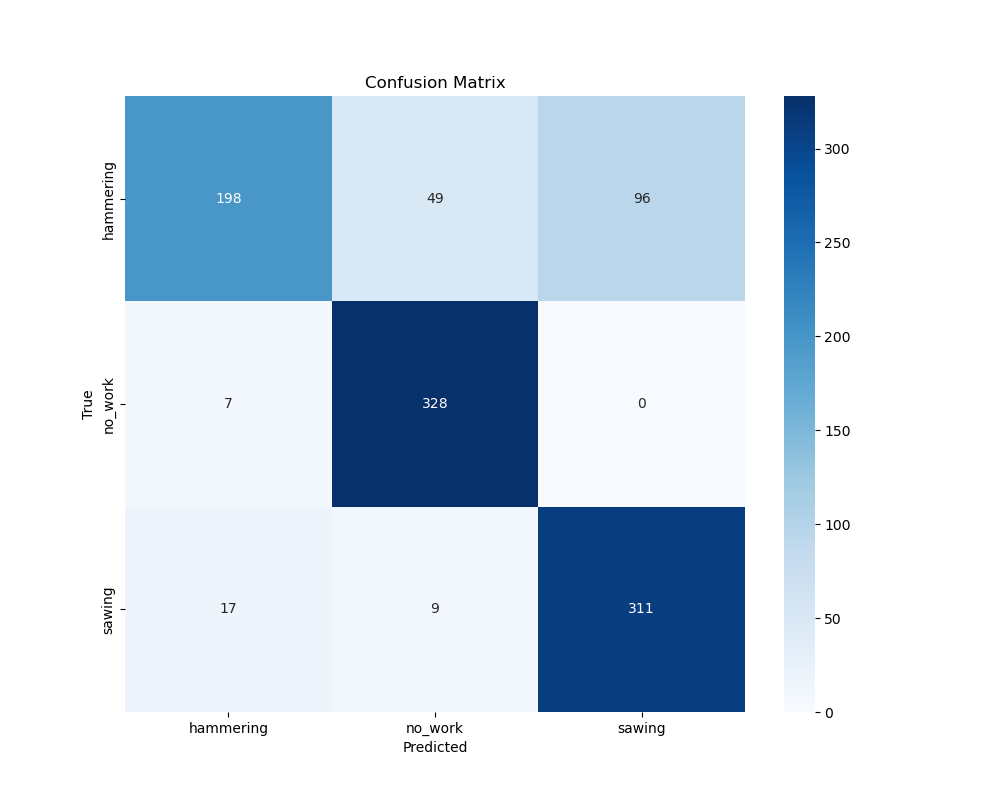 Confusion Matrix
hammering
198
49
96
True
no_work
7
328
0
sawing
17
9
311
hammering
no_work
sawing
Predicted
300
250
200
150
100
50
0